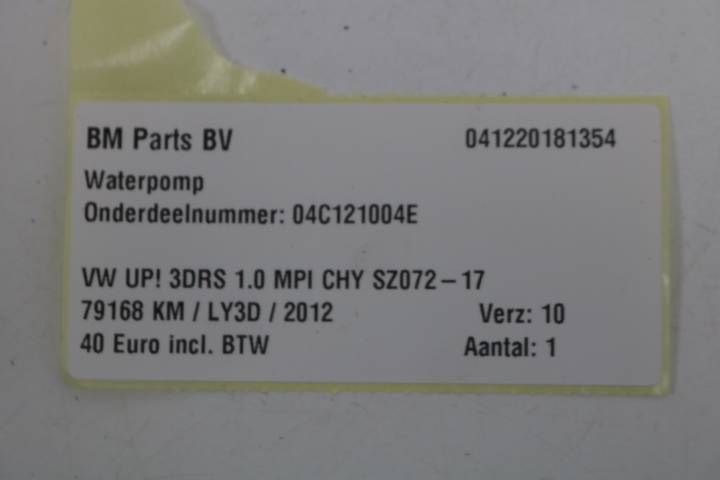 BM Parts BV 041220181354
Waterpomp
Onderdeelnummer: 04C121004E
VW UP! 3DRS 1.0 MPI CHY SZ072-17
79168 KM / LY3D / 2012 Verz: 10
40 Euro incl. BTW Aantal: 1